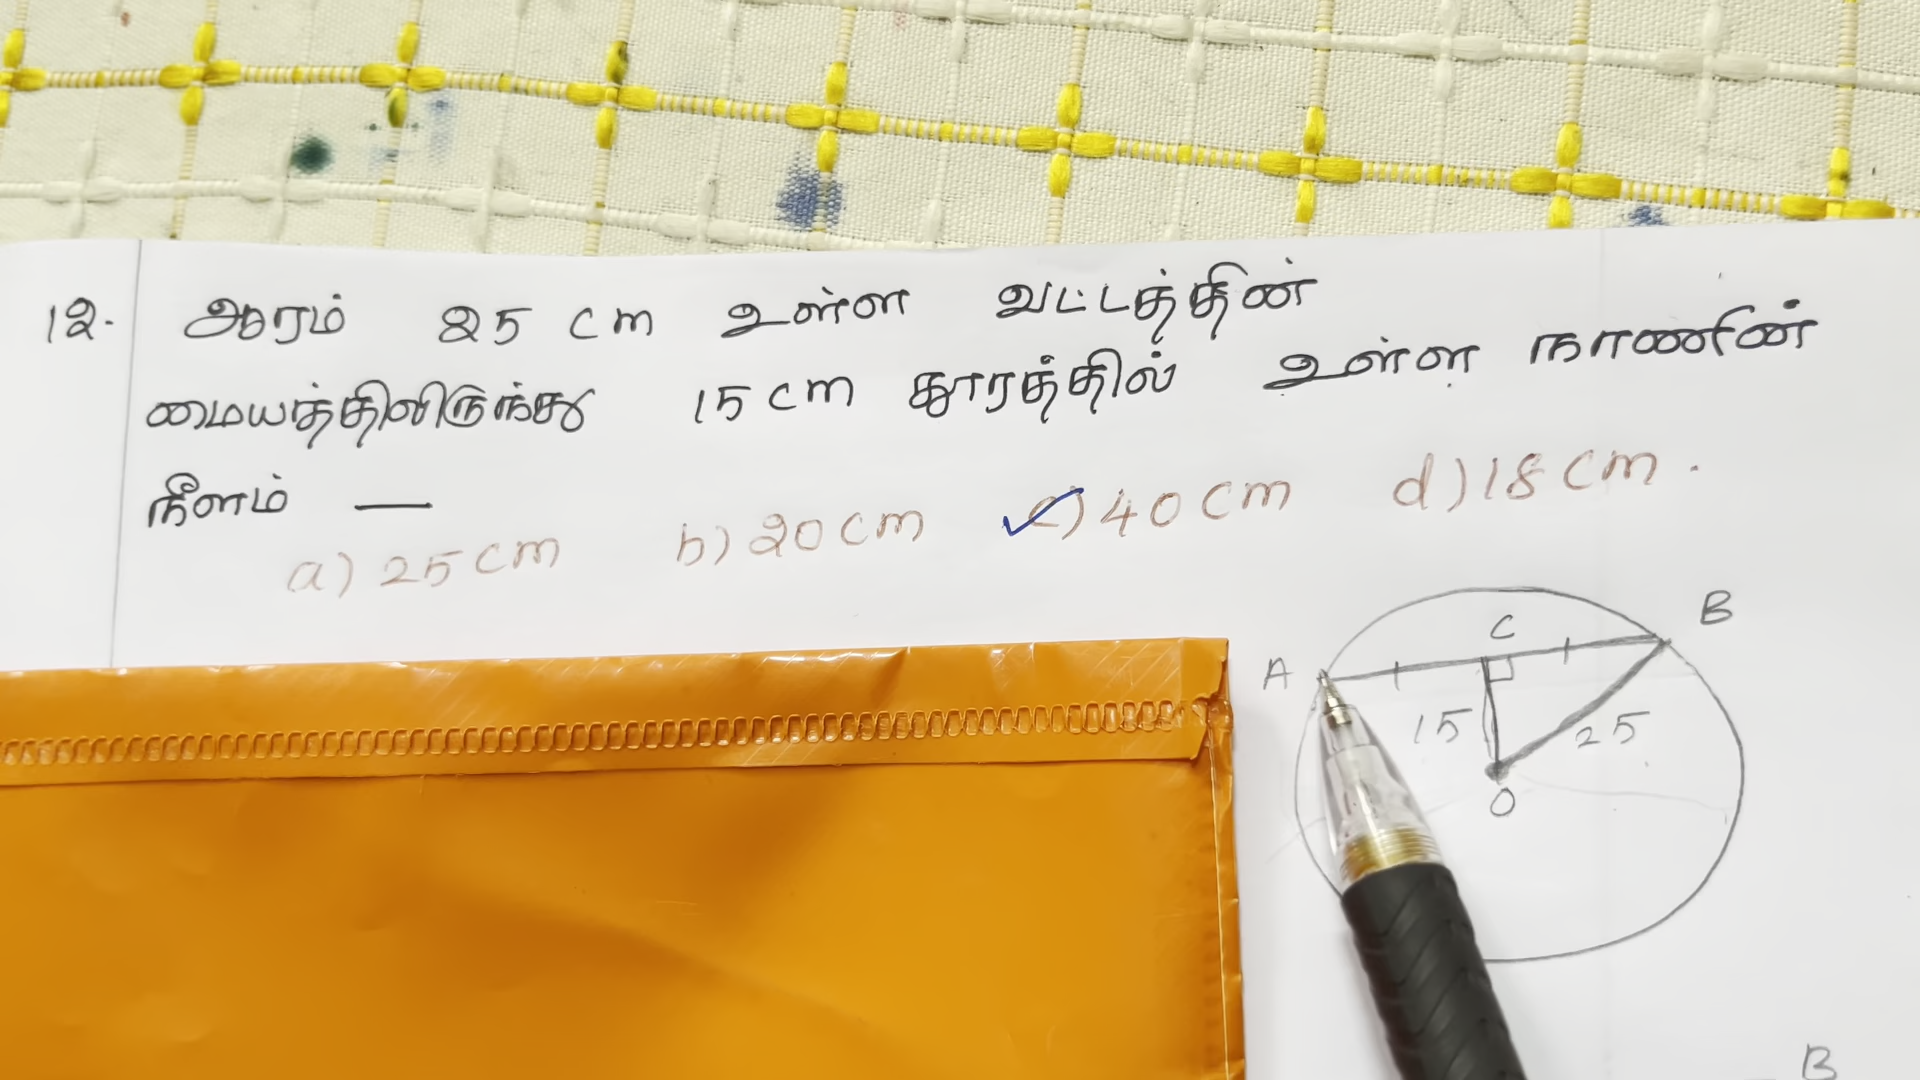 12. ஆரம் 25 cm உள்ள வட்டத்தின்
மையத்திலிருந்து 15 cm தூரத்தில் உள்ள நாணின்
நீளம் —
a) 25 cm b) 20 cm c) 40 cm d) 18 cm.
C B
A
15 25
O
B